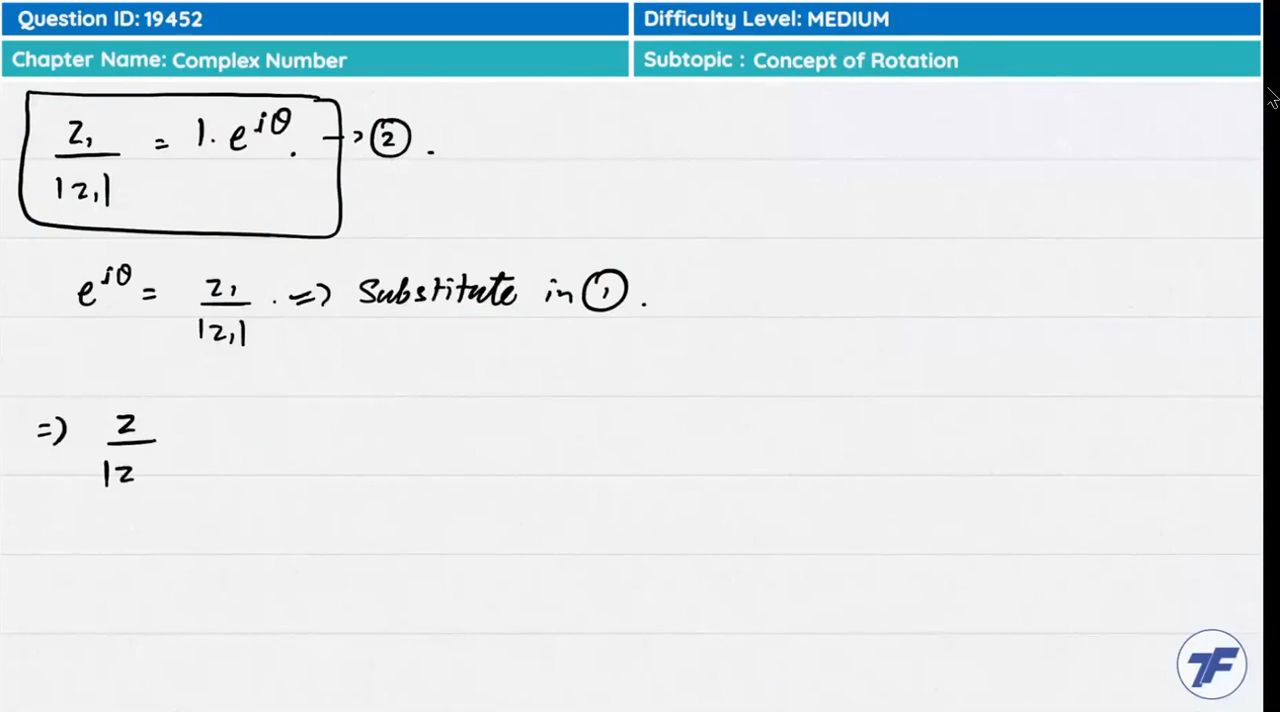 Question ID: 19452
Difficulty Level: MEDIUM
Chapter Name: Complex Number
Subtopic : Concept of Rotation
z₁/|z₁| = 1. e^{iθ}. → ② .
e^{iθ} = z₁/|z₁| . => Substitute in ① .
=> z/|z
TF